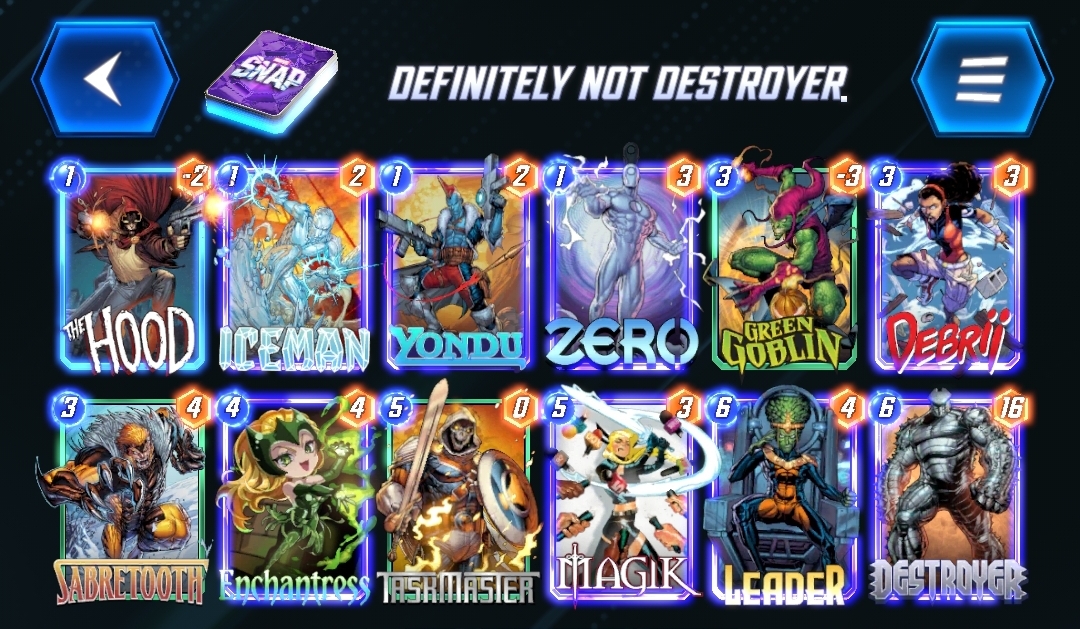 SNAP
DEFINITELY NOT DESTROYER.
1 -2 1 2 1 2 1 3 3 -3 3 3
THE HOOD ICEMAN YONDU ZERO GREEN GOBLIN DEBRII
3 4 4 4 5 0 5 3 6 4 6 16
SABRETOOTH Enchantress TASKMASTER MAGIK LEADER DESTROYER